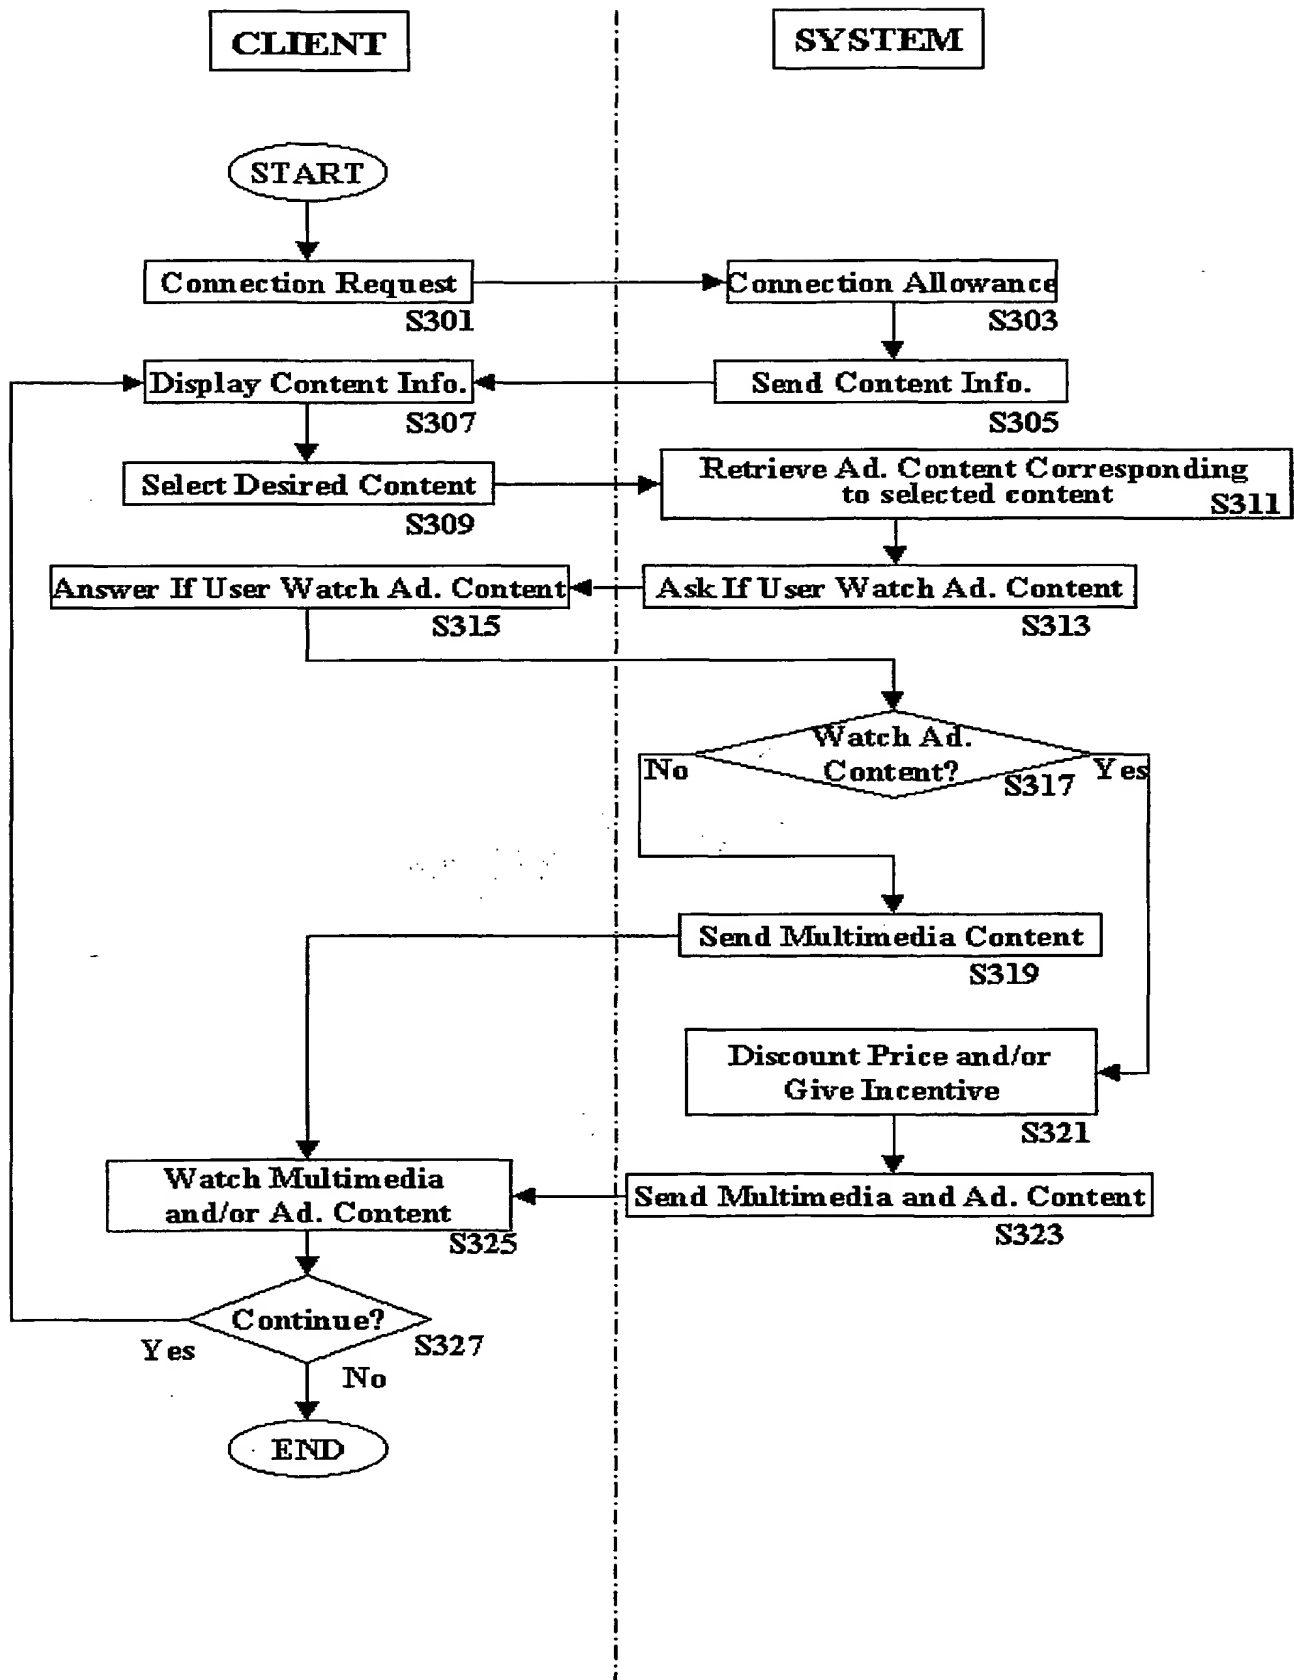 CLIENT
SYSTEM
START
Connection Request
S301
Connection Allowance
S303
Display Content Info.
S307
Send Content Info.
S305
Select Desired Content
S309
Retrieve Ad. Content Corresponding
to selected content
S311
Answer If User Watch Ad. Content
S315
Ask If User Watch Ad. Content
S313
Watch Ad.
Content?
S317
No
Yes
Send Multimedia Content
S319
Discount Price and/or
Give Incentive
S321
Watch Multimedia
and/or Ad. Content
S325
Send Multimedia and Ad. Content
S323
Continue?
S327
Yes
No
END